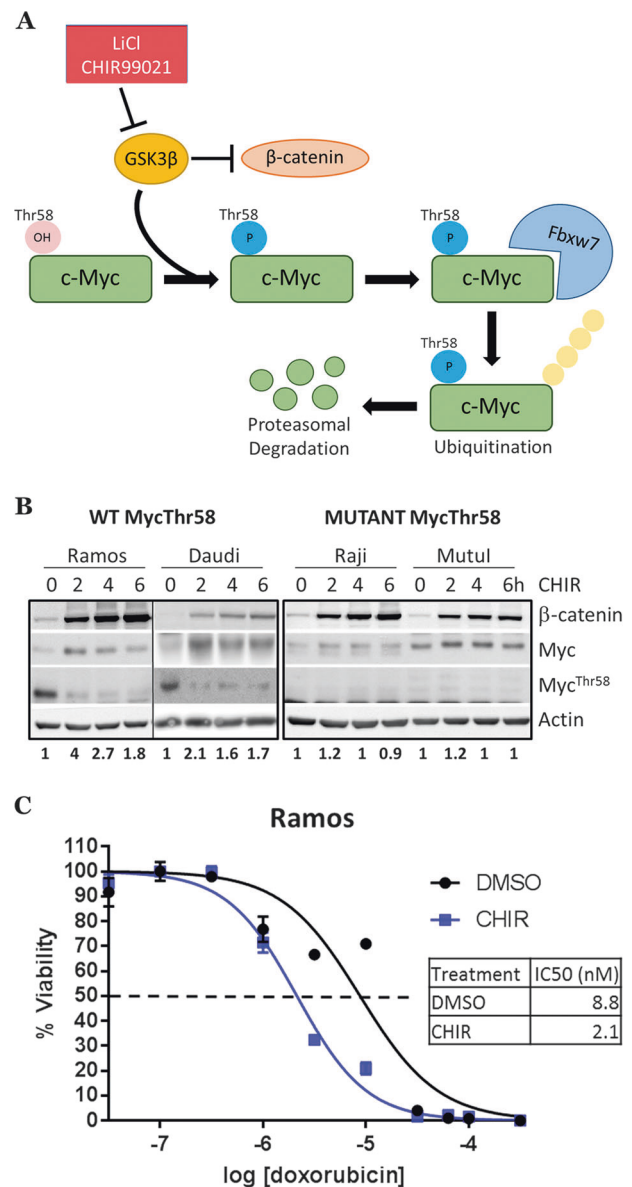 A
LiCl
CHIR99021
GSK3β
β-catenin
Thr58
Thr58
Thr58
OH
P
P
Fbxw7
c-Myc
c-Myc
c-Myc
Thr58
P
c-Myc
Proteasomal
Degradation
Ubiquitination
B
WT MycThr58
MUTANT MycThr58
Ramos
Daudi
Raji
Mutul
0 2 4 6 0 2 4 6 0 2 4 6 0 2 4 6h CHIR
β-catenin
Myc
Myc^Thr58
Actin
1 4 2.7 1.8 1 2.1 1.6 1.7 1 1.2 1 0.9 1 1.2 1 1
C
Ramos
% Viability
110
100
90
80
70
60
50
40
30
20
10
0
-7 -6 -5 -4
log [doxorubicin]
DMSO
CHIR
Treatment IC50 (nM)
DMSO 8.8
CHIR 2.1